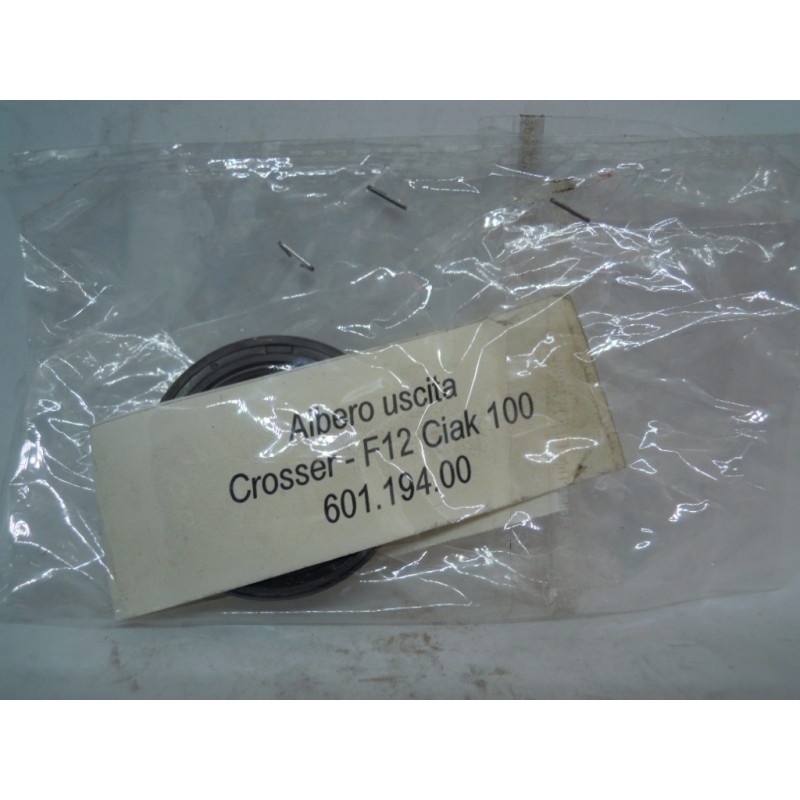 Albero uscita
Crosser - F12 Ciak 100
601.194.00